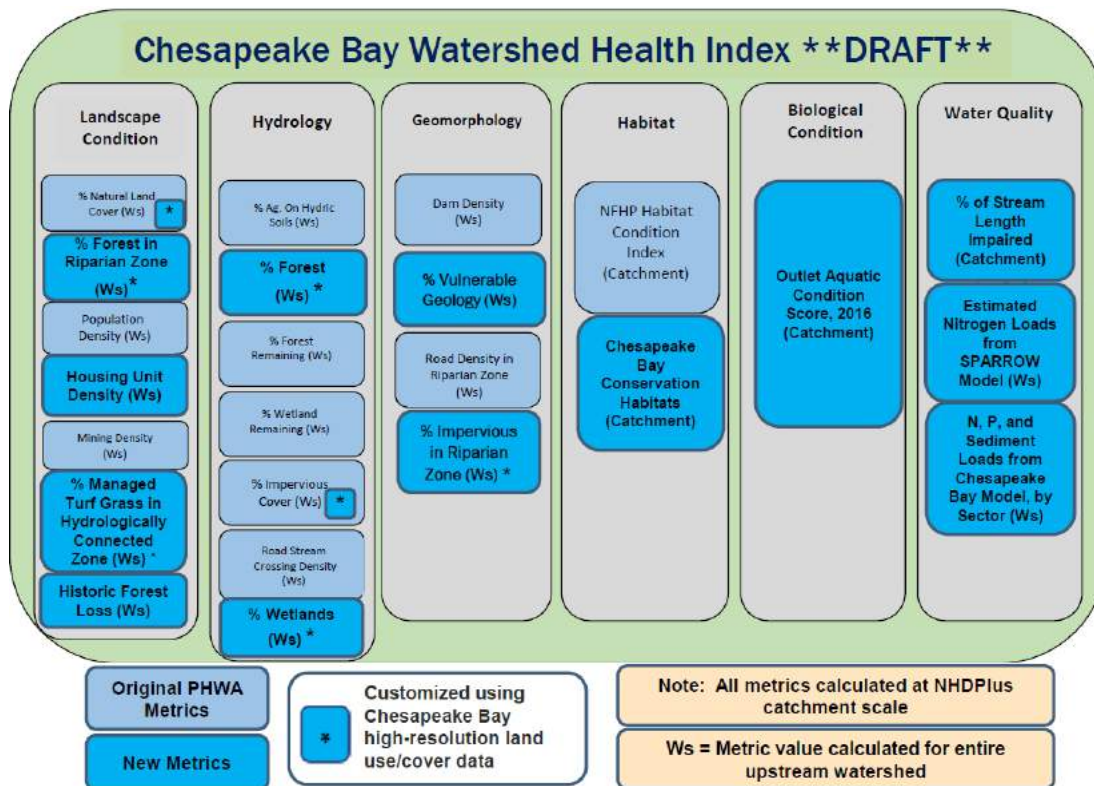 Chesapeake Bay Watershed Health Index **DRAFT**
Landscape
Condition
% Natural Land
Cover (Ws)
*
% Forest in
Riparian Zone
(Ws)*
Population
Density (Ws)
Housing Unit
Density (Ws)
Mining Density
(Ws)
% Managed
Turf Grass in
Hydrologically
Connected
Zone (Ws) *
Historic Forest
Loss (Ws)
Hydrology
% Ag. On Hydric
Soils (Ws)
% Forest (Ws) *
% Forest
Remaining (Ws)
% Wetland
Remaining (Ws)
% Impervious
Cover (Ws)
*
Road Stream
Crossing Density
(Ws)
% Wetlands
(Ws) *
Geomorphology
Dam Density
(Ws)
% Vulnerable
Geology (Ws)
Road Density in
Riparian Zone
(Ws)
% Impervious
in Riparian
Zone (Ws) *
Habitat
NFHP Habitat
Condition
Index
(Catchment)
Chesapeake
Bay
Conservation
Habitats
(Catchment)
Biological
Condition
Outlet Aquatic
Condition
Score, 2016
(Catchment)
Water Quality
% of Stream
Length
Impaired
(Catchment)
Estimated
Nitrogen Loads
from
SPARROW
Model (Ws)
N, P, and
Sediment
Loads from
Chesapeake
Bay Model, by
Sector (Ws)
Original PHWA
Metrics
New Metrics
*
Customized using
Chesapeake Bay
high-resolution land
use/cover data
Note: All metrics calculated at NHDPlus
catchment scale
Ws = Metric value calculated for entire
upstream watershed